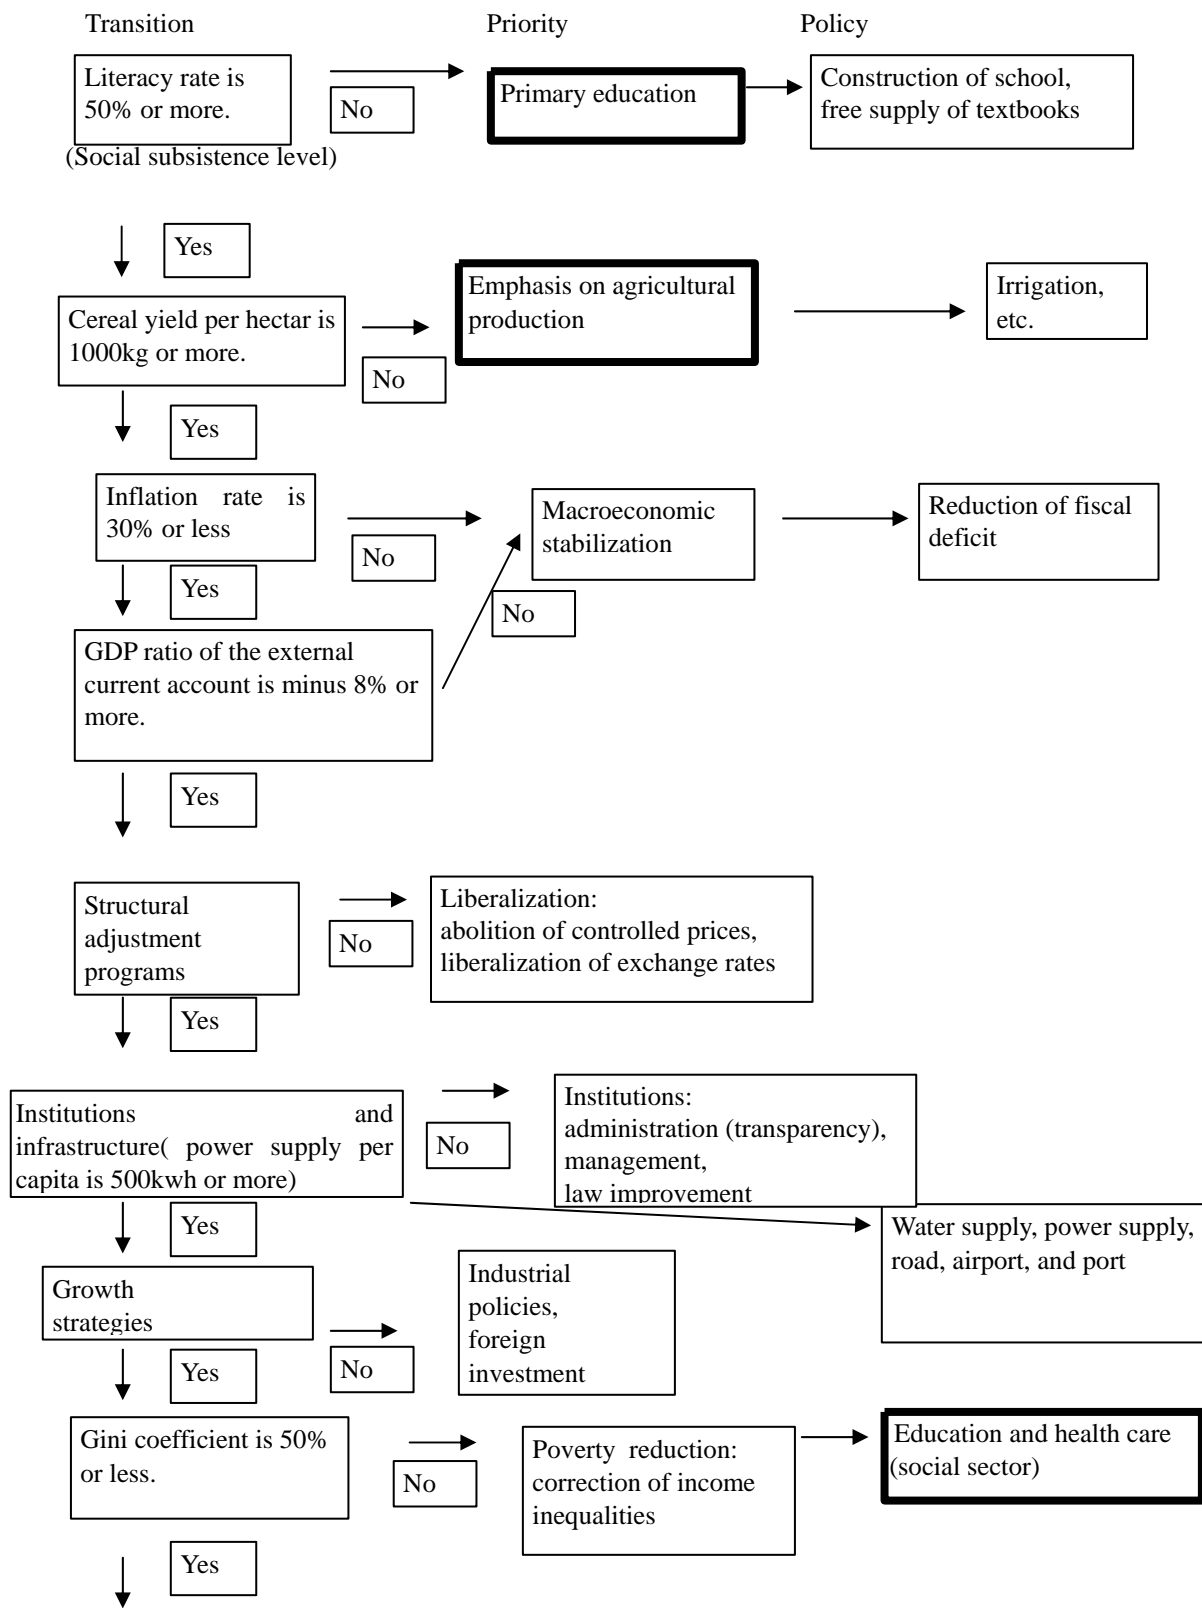 Transition Priority Policy
Literacy rate is
50% or more.
No
Primary education
Construction of school,
free supply of textbooks
(Social subsistence level)
Yes
Cereal yield per hectar is
1000kg or more.
No
Emphasis on agricultural
production
Irrigation,
etc.
Yes
Inflation rate is
30% or less
No
Macroeconomic
stabilization
Reduction of fiscal
deficit
Yes
No
GDP ratio of the external
current account is minus 8% or
more.
Yes
Structural
adjustment
programs
No
Liberalization:
abolition of controlled prices,
liberalization of exchange rates
Yes
Institutions and
infrastructure( power supply per
capita is 500kwh or more)
No
Institutions:
administration (transparency),
management,
law improvement
Water supply, power supply,
road, airport, and port
Yes
Growth
strategies
No
Industrial
policies,
foreign
investment
Yes
Gini coefficient is 50%
or less.
No
Poverty reduction:
correction of income
inequalities
Education and health care
(social sector)
Yes